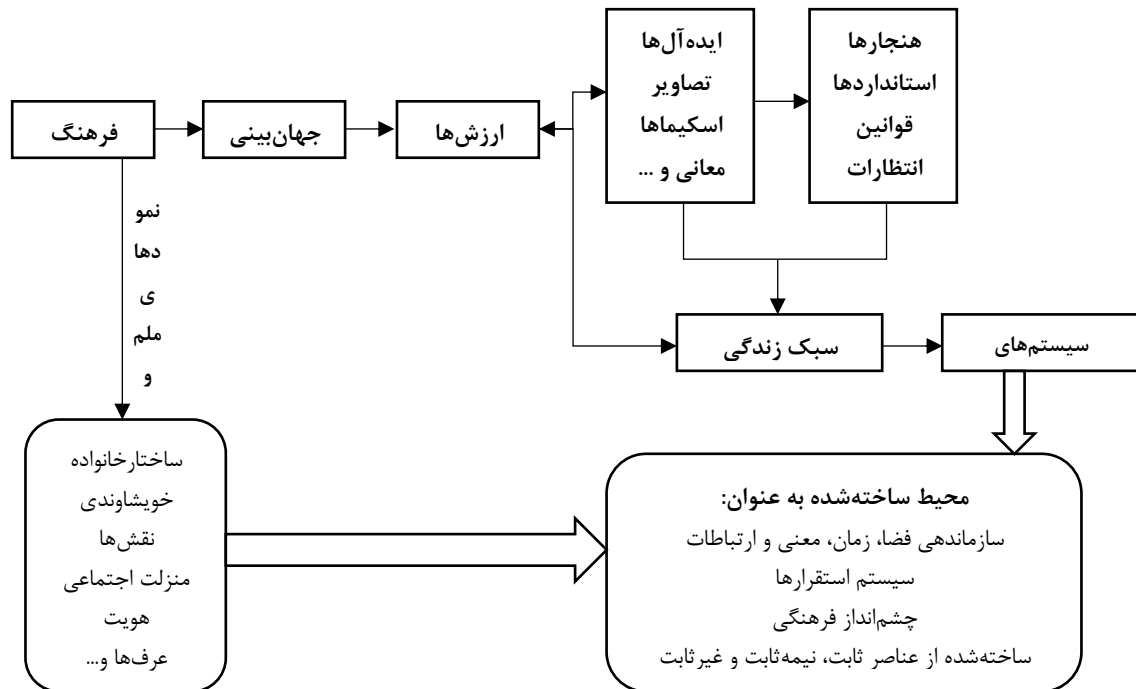 فرهنگ
جهان‌بینی
ارزش‌ها
ایده‌آل‌ها
تصاویر
اسکیماها
معانی و ...
هنجارها
استانداردها
قوانین
انتظارات
نمو
دها
ی
ملم
و
سبک زندگی
سیستم‌های
ساختارخانواده
خویشاوندی
نقش‌ها
منزلت اجتماعی
هویت
عرف‌ها و...
محیط ساخته‌شده به عنوان:
سازماندهی فضا، زمان، معنی و ارتباطات
سیستم استقرارها
چشم‌انداز فرهنگی
ساخته‌شده از عناصر ثابت، نیمه‌ثابت و غیرثابت